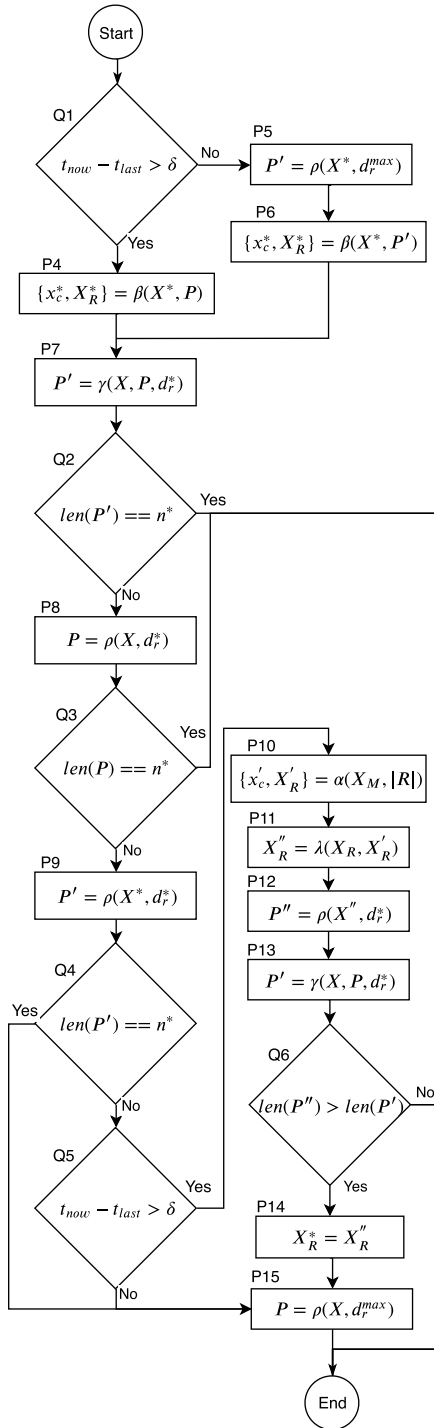 Start
Q1
t_now − t_last > δ
No
Yes
P5
P′ = ρ(X*, d_r^max)
P6
{x_c*, X_R*} = β(X*, P′)
P4
{x_c*, X_R*} = β(X*, P)
P7
P′ = γ(X, P, d_r*)
Q2
len(P′) == n*
Yes
No
P8
P = ρ(X, d_r*)
Q3
len(P) == n*
Yes
No
P9
P′ = ρ(X*, d_r*)
Q4
len(P′) == n*
Yes
No
Q5
t_now − t_last > δ
Yes
No
P10
{x_c′, X_R′} = α(X_M, |R|)
P11
X_R″ = λ(X_R, X_R′)
P12
P″ = ρ(X″, d_r*)
P13
P′ = γ(X, P, d_r*)
Q6
len(P″) > len(P′)
No
Yes
P14
X_R* = X_R″
P15
P = ρ(X, d_r^max)
End